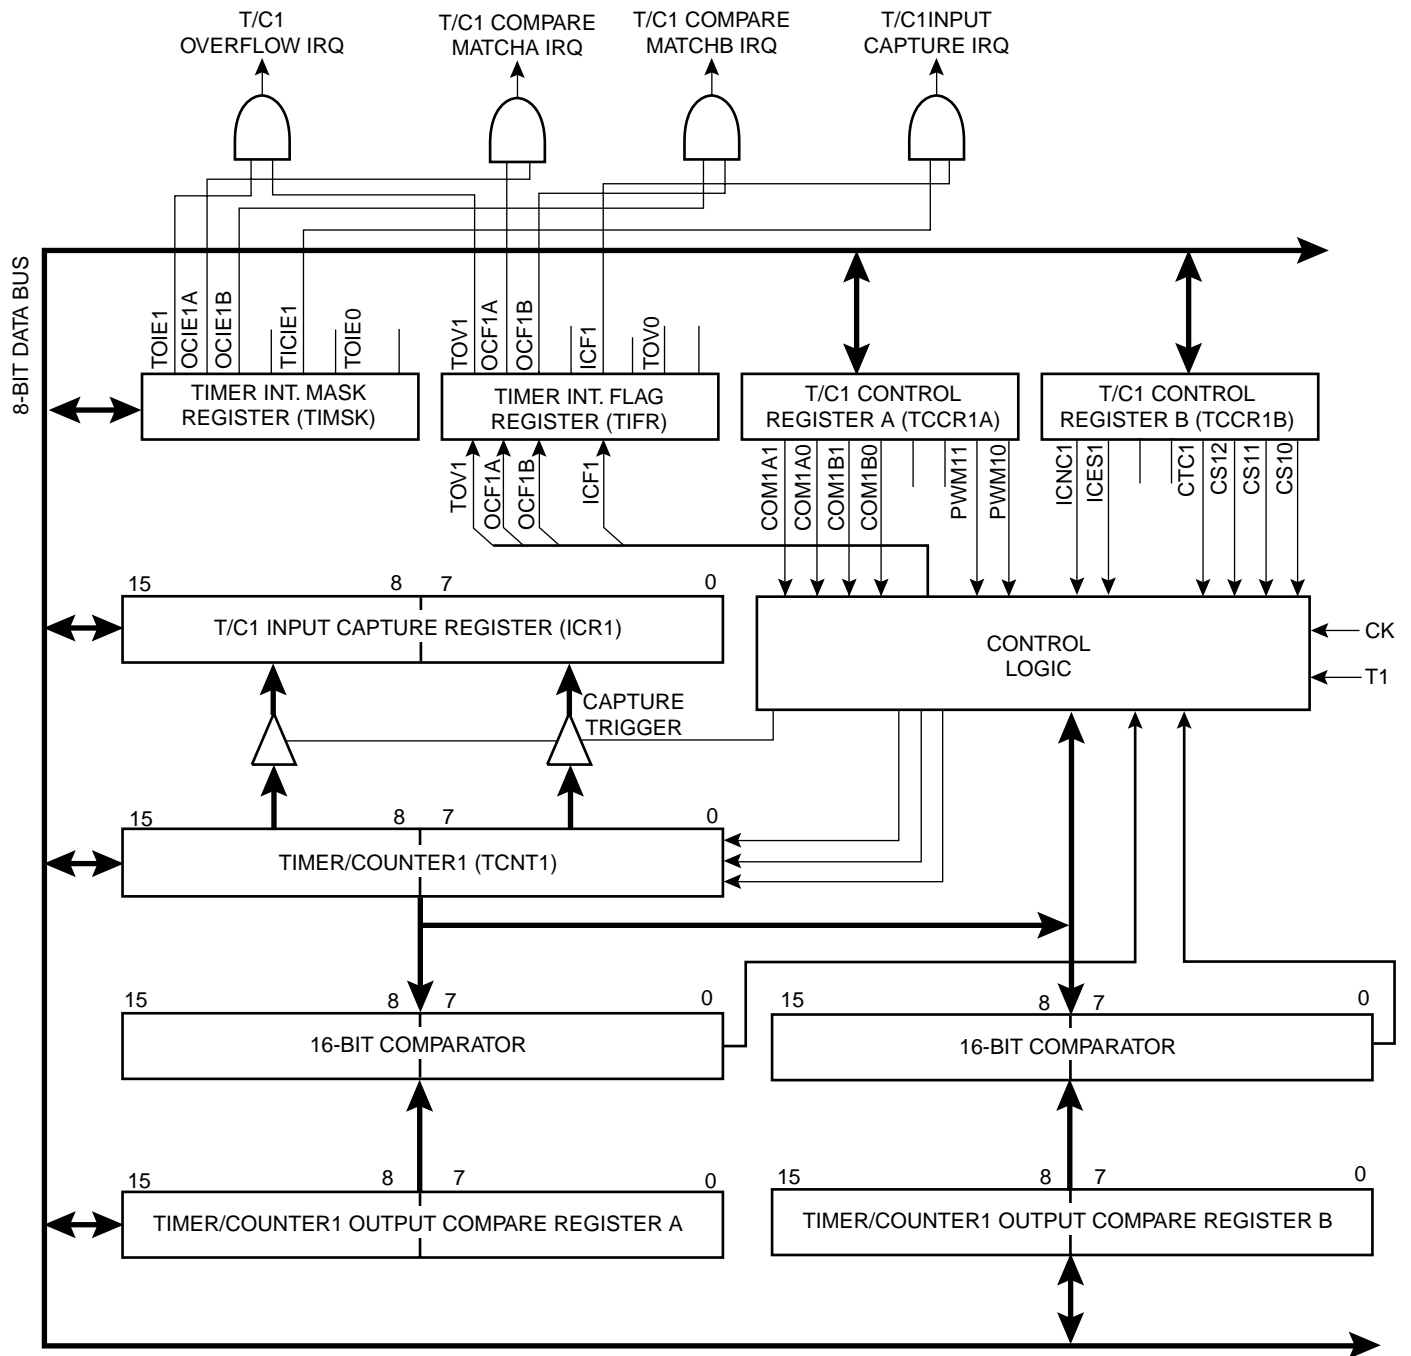 T/C1
OVERFLOW IRQ
T/C1 COMPARE
MATCHA IRQ
T/C1 COMPARE
MATCHB IRQ
T/C1INPUT
CAPTURE IRQ
8-BIT DATA BUS
TOIE1
OCIE1A
OCIE1B
TICIE1
TOIE0
TOV1
OCF1A
OCF1B
ICF1
TOV0
TIMER INT. MASK
REGISTER (TIMSK)
TIMER INT. FLAG
REGISTER (TIFR)
T/C1 CONTROL
REGISTER A (TCCR1A)
T/C1 CONTROL
REGISTER B (TCCR1B)
TOV1
OCF1A
OCF1B
ICF1
COM1A1
COM1A0
COM1B1
COM1B0
PWM11
PWM10
ICNC1
ICES1
CTC1
CS12
CS11
CS10
15
8
7
0
T/C1 INPUT CAPTURE REGISTER (ICR1)
CONTROL
LOGIC
CK
T1
CAPTURE
TRIGGER
15
8
7
0
TIMER/COUNTER1 (TCNT1)
15
8
7
0
16-BIT COMPARATOR
15
8
7
0
16-BIT COMPARATOR
15
8
7
0
TIMER/COUNTER1 OUTPUT COMPARE REGISTER A
15
8
7
0
TIMER/COUNTER1 OUTPUT COMPARE REGISTER B